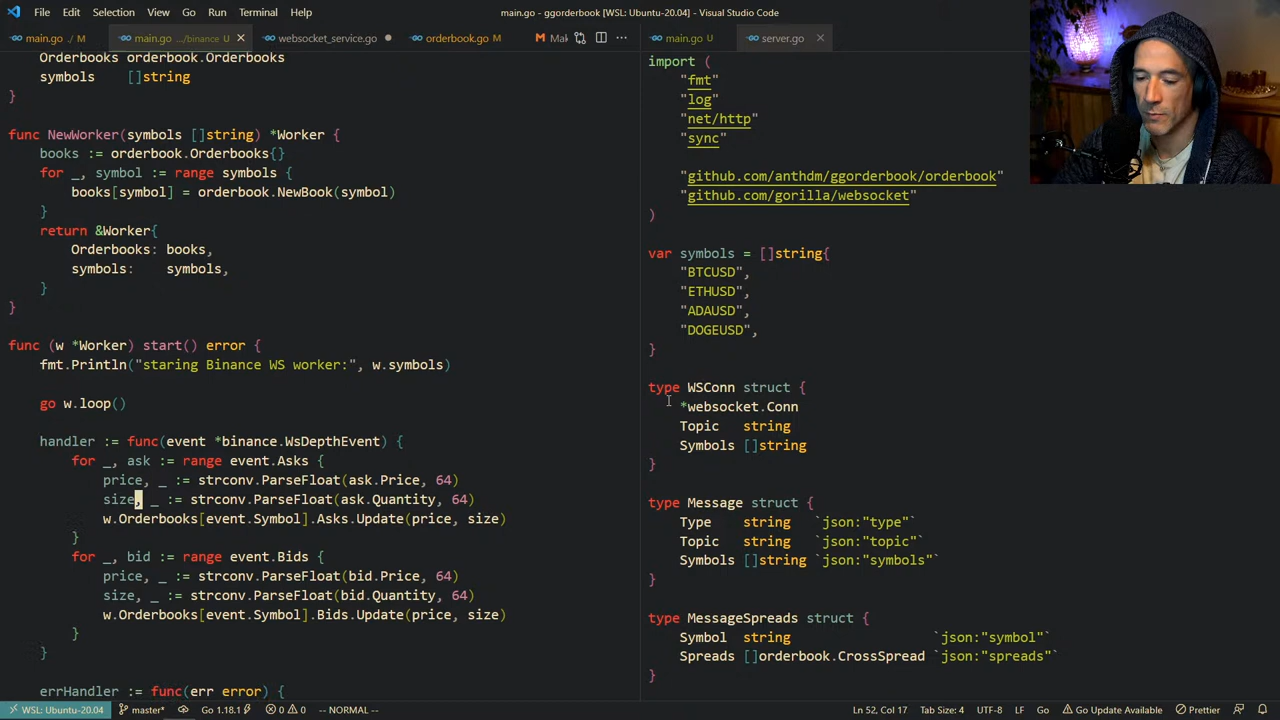 File Edit Selection View Go Run Terminal Help
main.go - ggorderbook [WSL: Ubuntu-20.04] - Visual Studio Code
main.go ./ M
main.go .../binance U
websocket_service.go
orderbook.go M
Mal
main.go U
server.go
Orderbooks orderbook.Orderbooks
symbols []string
}
func NewWorker(symbols []string) *Worker {
books := orderbook.Orderbooks{}
for _, symbol := range symbols {
books[symbol] = orderbook.NewBook(symbol)
}
return &Worker{
Orderbooks: books,
symbols: symbols,
}
}
func (w *Worker) start() error {
fmt.Println("staring Binance WS worker:", w.symbols)
go w.loop()
handler := func(event *binance.WsDepthEvent) {
for _, ask := range event.Asks {
price, _ := strconv.ParseFloat(ask.Price, 64)
size, _ := strconv.ParseFloat(ask.Quantity, 64)
w.Orderbooks[event.Symbol].Asks.Update(price, size)
}
for _, bid := range event.Bids {
price, _ := strconv.ParseFloat(bid.Price, 64)
size, _ := strconv.ParseFloat(bid.Quantity, 64)
w.Orderbooks[event.Symbol].Bids.Update(price, size)
}
}
errHandler := func(err error) {
import (
"fmt"
"log"
"net/http"
"sync"
"github.com/anthdm/ggorderbook/orderbook"
"github.com/gorilla/websocket"
)
var symbols = []string{
"BTCUSD",
"ETHUSD",
"ADAUSD",
"DOGEUSD",
}
type WSConn struct {
*websocket.Conn
Topic string
Symbols []string
}
type Message struct {
Type string `json:"type"`
Topic string `json:"topic"`
Symbols []string `json:"symbols"`
}
type MessageSpreads struct {
Symbol string `json:"symbol"`
Spreads []orderbook.CrossSpread `json:"spreads"`
}
WSL: Ubuntu-20.04 master* Go 1.18.1 0 0 -- NORMAL -- Ln 52, Col 17 Tab Size: 4 UTF-8 LF Go Go Update Available Prettier